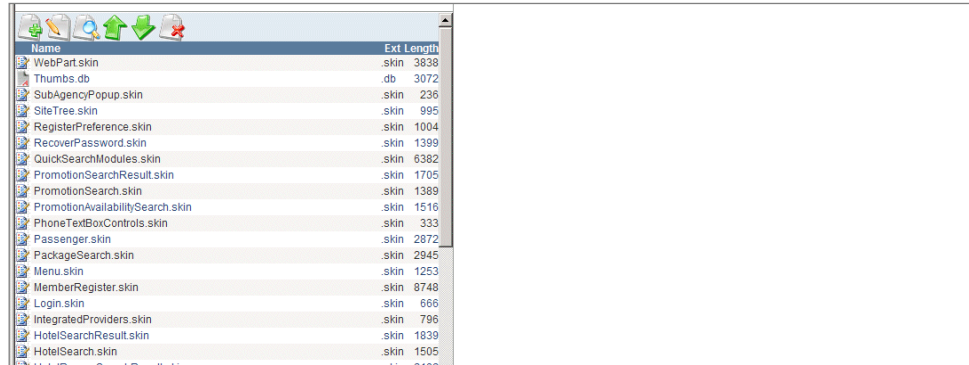 Name Ext Length
WebPart.skin .skin 3838
Thumbs.db .db 3072
SubAgencyPopup.skin .skin 236
SiteTree.skin .skin 995
RegisterPreference.skin .skin 1004
RecoverPassword.skin .skin 1399
QuickSearchModules.skin .skin 6382
PromotionSearchResult.skin .skin 1705
PromotionSearch.skin .skin 1389
PromotionAvailabilitySearch.skin .skin 1516
PhoneTextBoxControls.skin .skin 333
Passenger.skin .skin 2872
PackageSearch.skin .skin 2945
Menu.skin .skin 1253
MemberRegister.skin .skin 8748
Login.skin .skin 666
IntegratedProviders.skin .skin 796
HotelSearchResult.skin .skin 1839
HotelSearch.skin .skin 1505